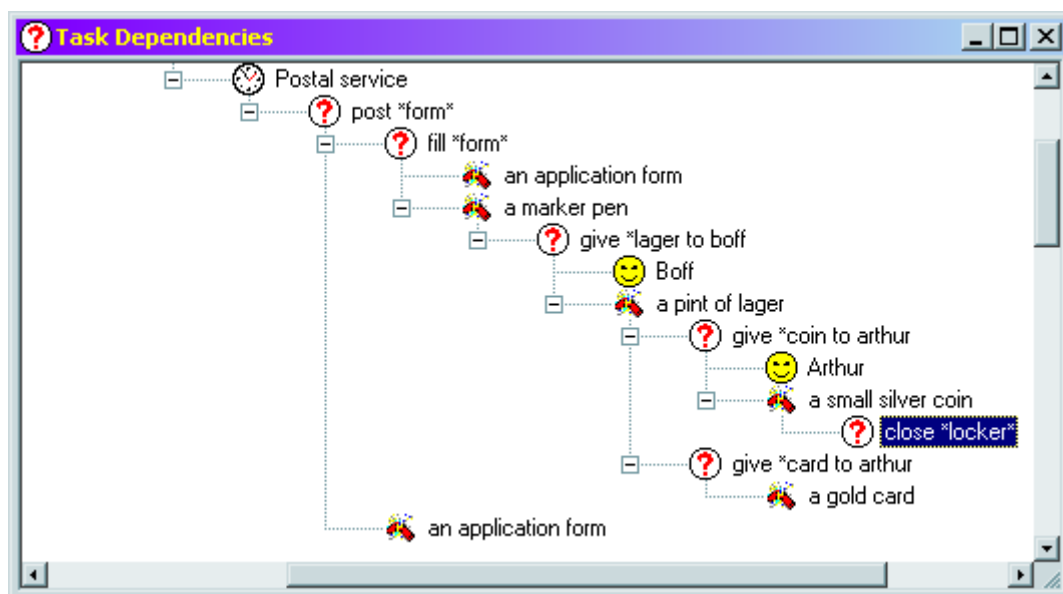 Task Dependencies
Postal service
post *form*
fill *form*
an application form
a marker pen
give *lager to boff
Boff
a pint of lager
give *coin to arthur
Arthur
a small silver coin
close *locker*
give *card to arthur
a gold card
an application form